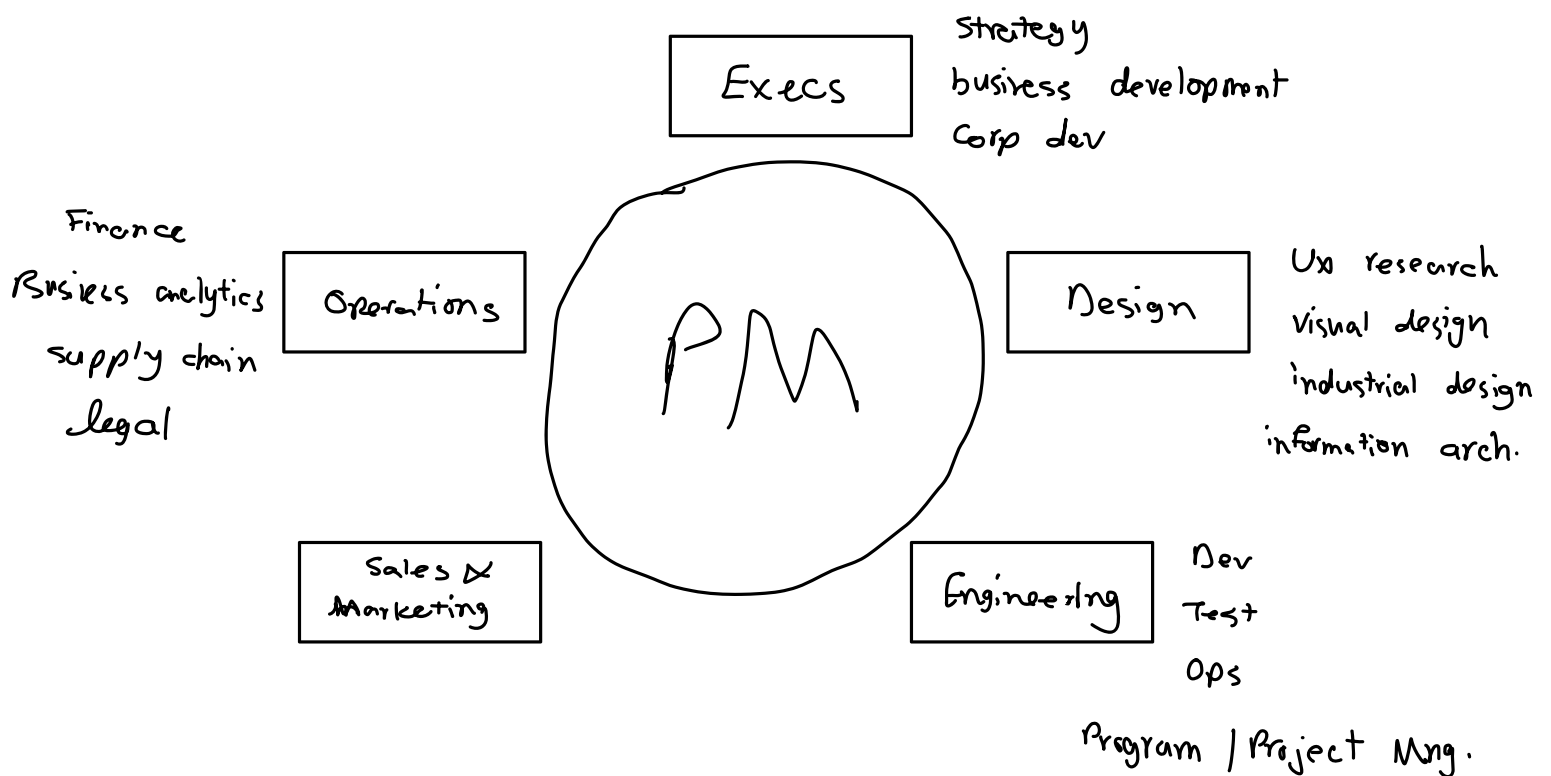 Execs
Strategy
business development
Corp dev
Finance
Business analytics
supply chain
legal
Operations
PM
Design
Ux research
visual design
industrial design
information arch.
Sales &
Marketing
Engineering
Dev
Test
Ops
Program / Project Mng.